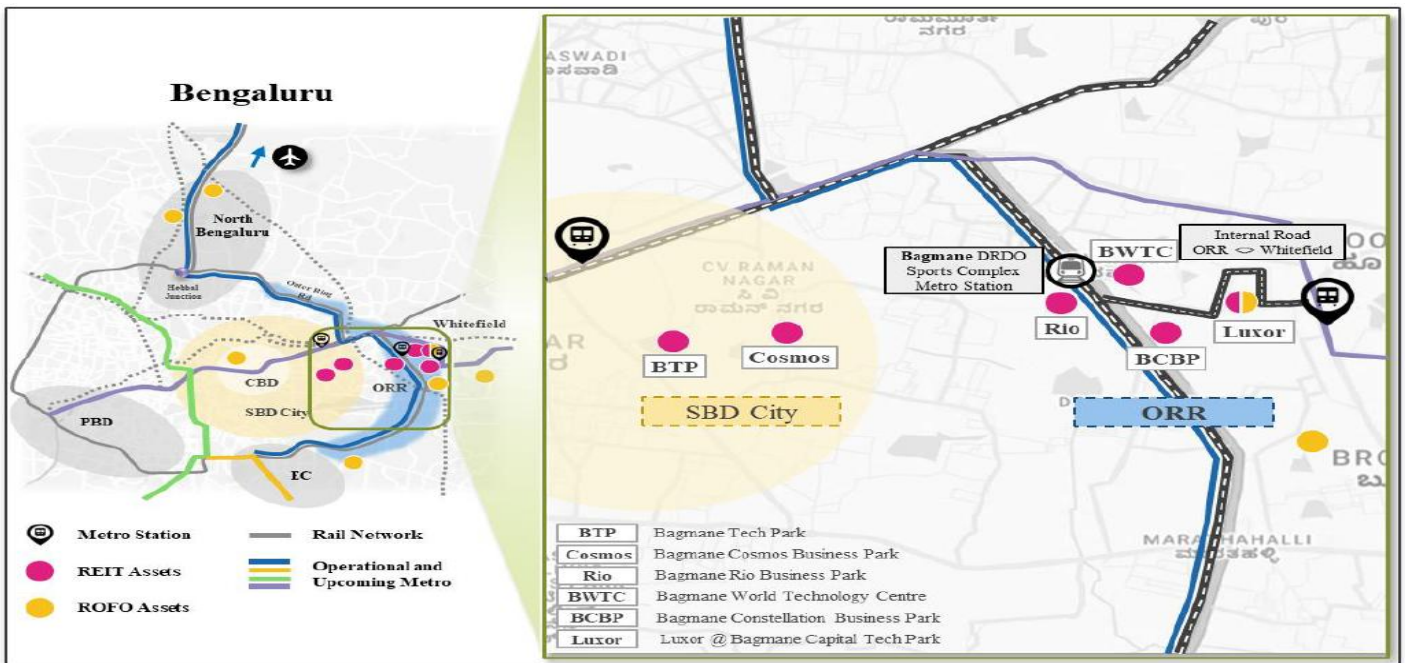 Bengaluru
North
Bengaluru
Hebbal
Junction
Outer Ring
Rd
Whitefield
CBD
ORR
SBD City
PBD
EC
Metro Station
REIT Assets
ROFO Assets
Rail Network
Operational and
Upcoming Metro
ನಗರ
ASWADI
CV RAMAN
NAGAR
ಸಿ ವಿ
ರಾಮನ್ ನಗರ
Bagmane DRDO
Sports Complex
Metro Station
BWTC
Internal Road
ORR <> Whitefield
Rio
Luxor
BCBP
BTP
Cosmos
SBD City
ORR
BRO
MARATHAHALLI
BTP Bagmane Tech Park
Cosmos Bagmane Cosmos Business Park
Rio Bagmane Rio Business Park
BWTC Bagmane World Technology Centre
BCBP Bagmane Constellation Business Park
Luxor Luxor @ Bagmane Capital Tech Park